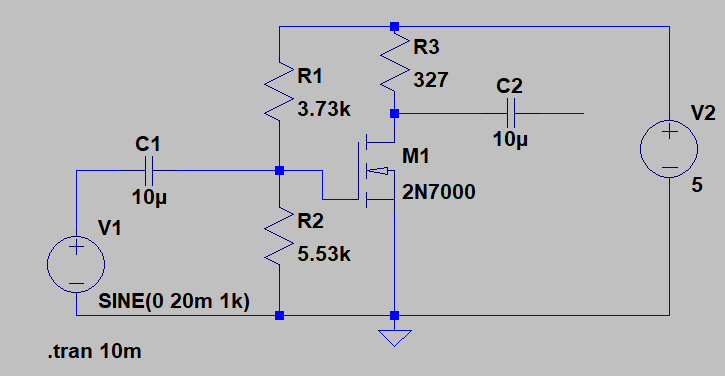 R3
327
R1
3.73k
C2
10µ
V2
5
C1
10µ
M1
2N7000
V1
SINE(0 20m 1k)
R2
5.53k
.tran 10m